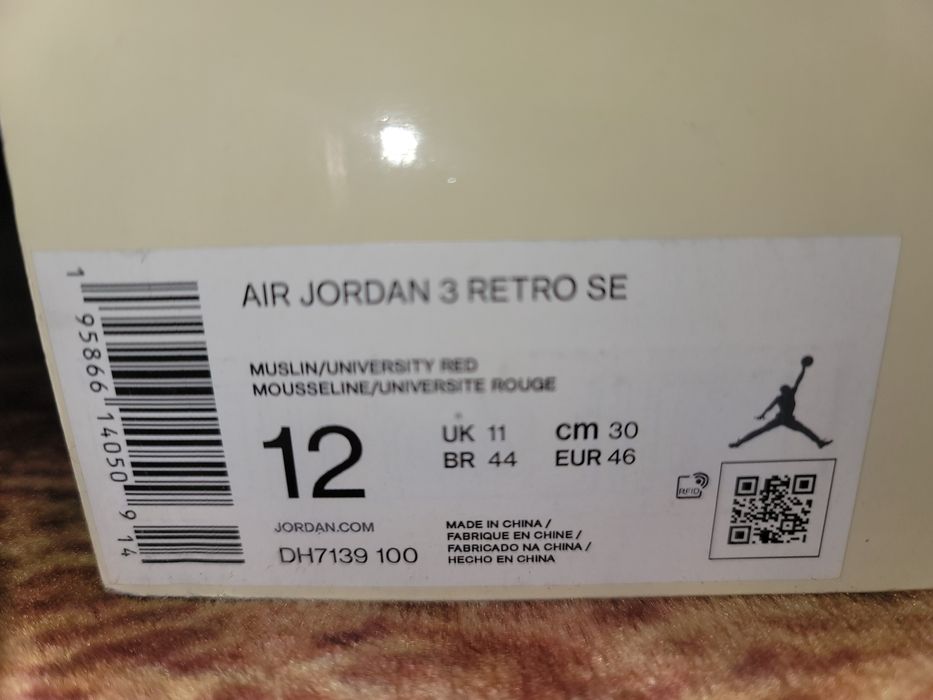 AIR JORDAN 3 RETRO SE
MUSLIN/UNIVERSITY RED
MOUSSELINE/UNIVERSITE ROUGE
12
UK 11
cm 30
BR 44
EUR 46
JORDAN.COM
DH7139 100
MADE IN CHINA /
FABRIQUE EN CHINE /
FABRICADO NA CHINA /
HECHO EN CHINA
RFID
1 95866 14050 9 14